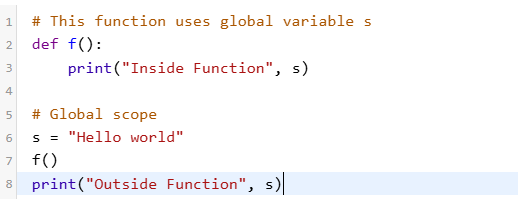 1 # This function uses global variable s
2 def f():
3     print("Inside Function", s)
4
5 # Global scope
6 s = "Hello world"
7 f()
8 print("Outside Function", s)